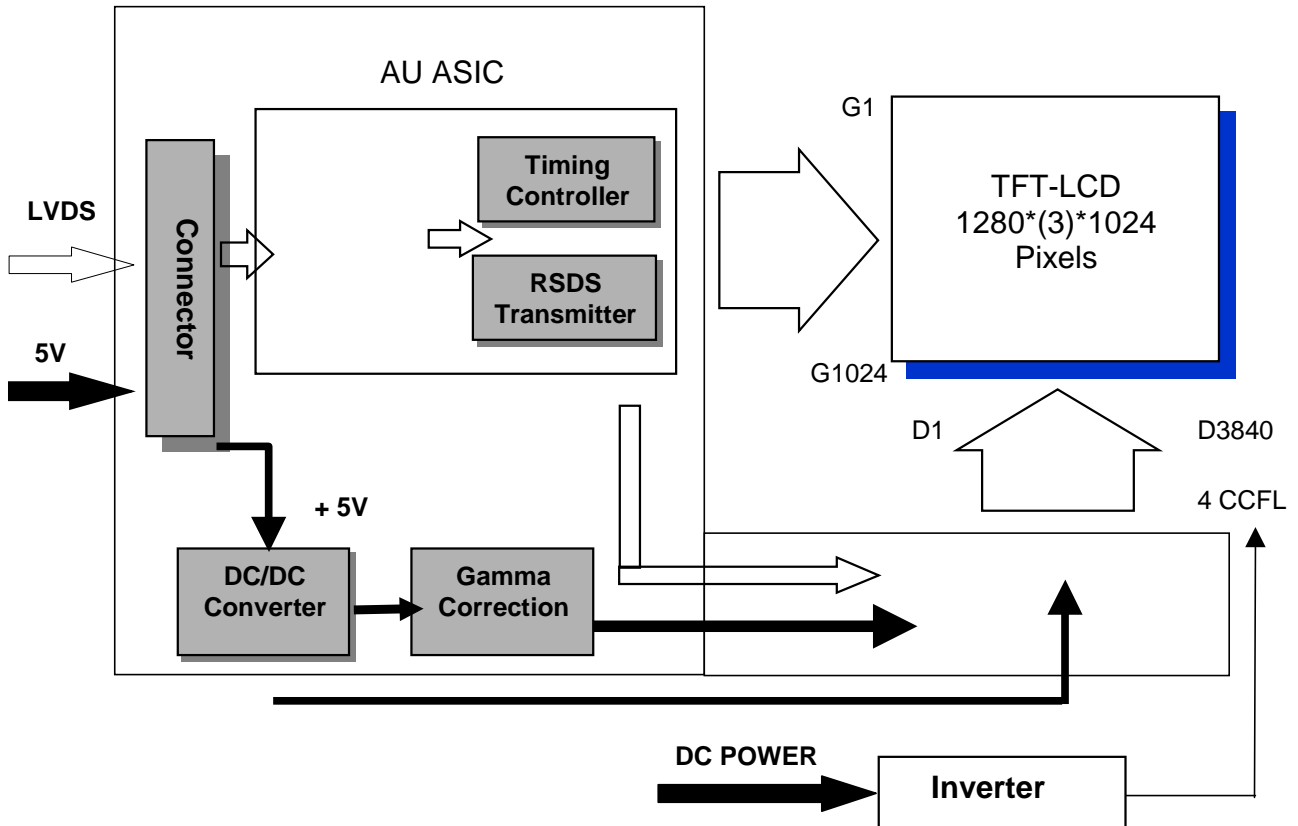 AU ASIC
G1
Timing
Controller
TFT-LCD
1280*(3)*1024
Pixels
LVDS
Connector
RSDS
Transmitter
5V
G1024
D1
D3840
+ 5V
4 CCFL
DC/DC
Converter
Gamma
Correction
DC POWER
Inverter